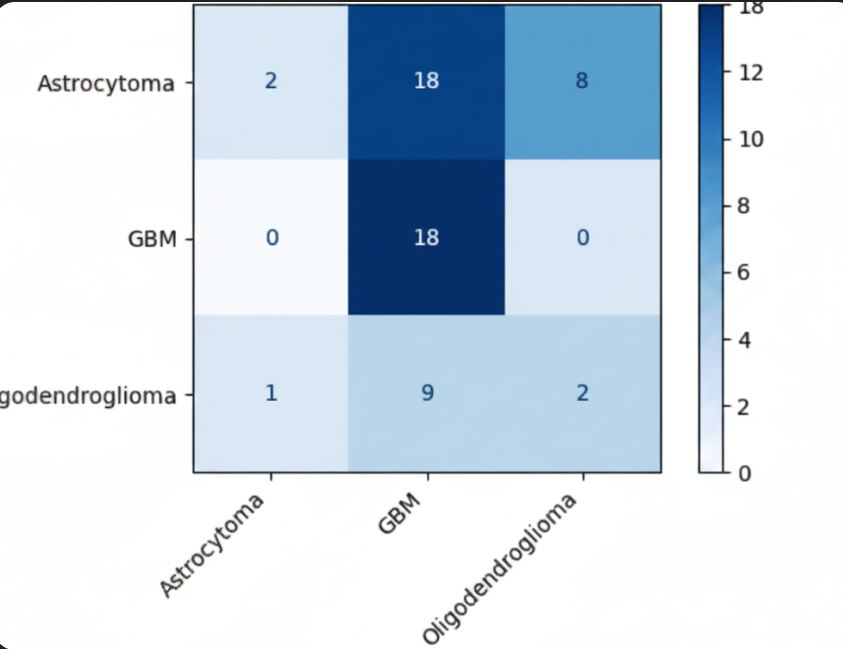 18
Astrocytoma 2 18 8
12
10
GBM 0 18 0
8
6
4
godendroglioma 1 9 2
2
0
Astrocytoma
GBM
Oligodendroglioma